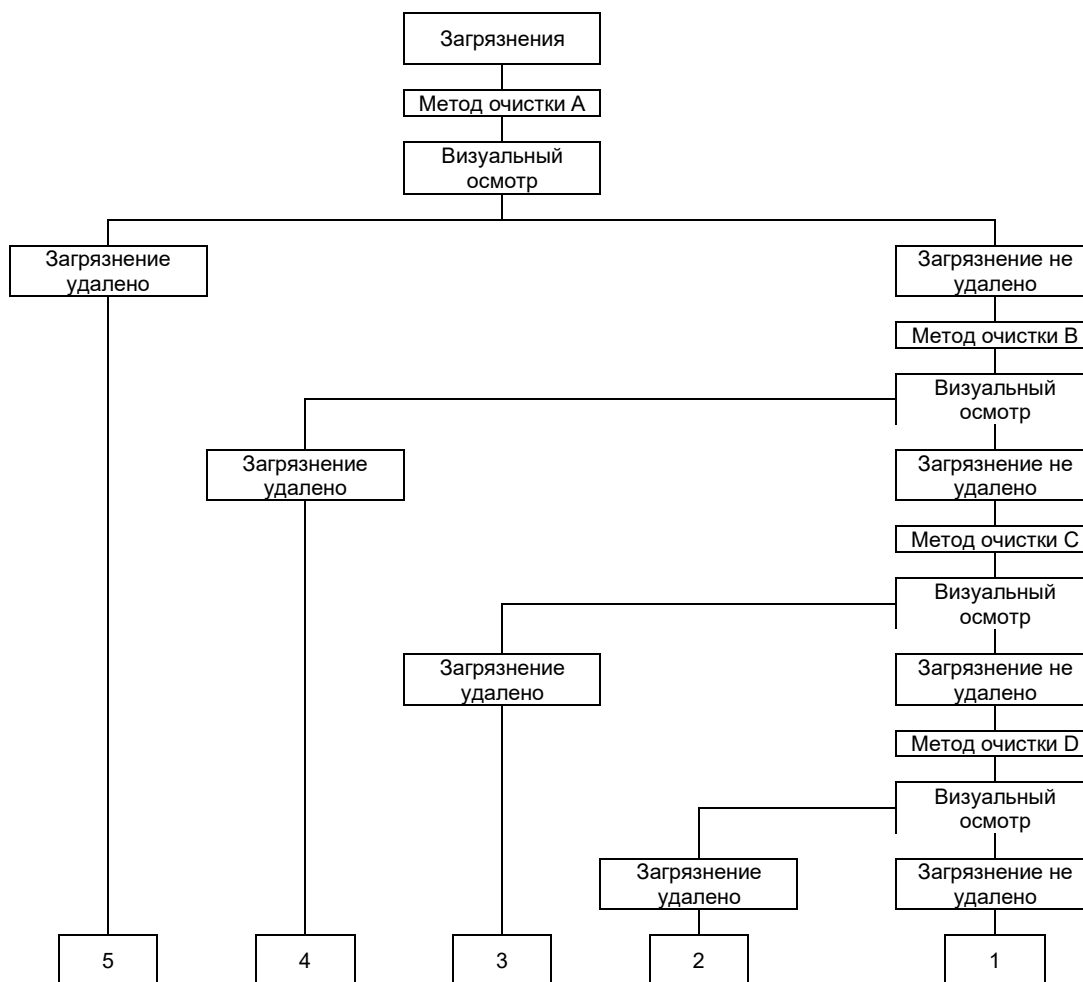 Загрязнения
Метод очистки A
Визуальный
осмотр
Загрязнение
удалено
Загрязнение не
удалено
Метод очистки B
Визуальный
осмотр
Загрязнение
удалено
Загрязнение не
удалено
Метод очистки C
Визуальный
осмотр
Загрязнение
удалено
Загрязнение не
удалено
Метод очистки D
Визуальный
осмотр
Загрязнение
удалено
Загрязнение не
удалено
5
4
3
2
1